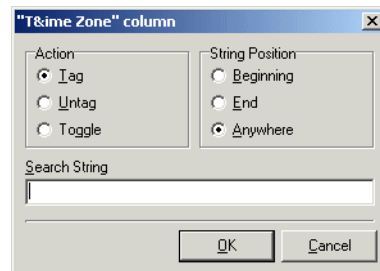 "T&ime Zone" column
Action
Tag
Untag
Toggle
String Position
Beginning
End
Anywhere
Search String
OK
Cancel